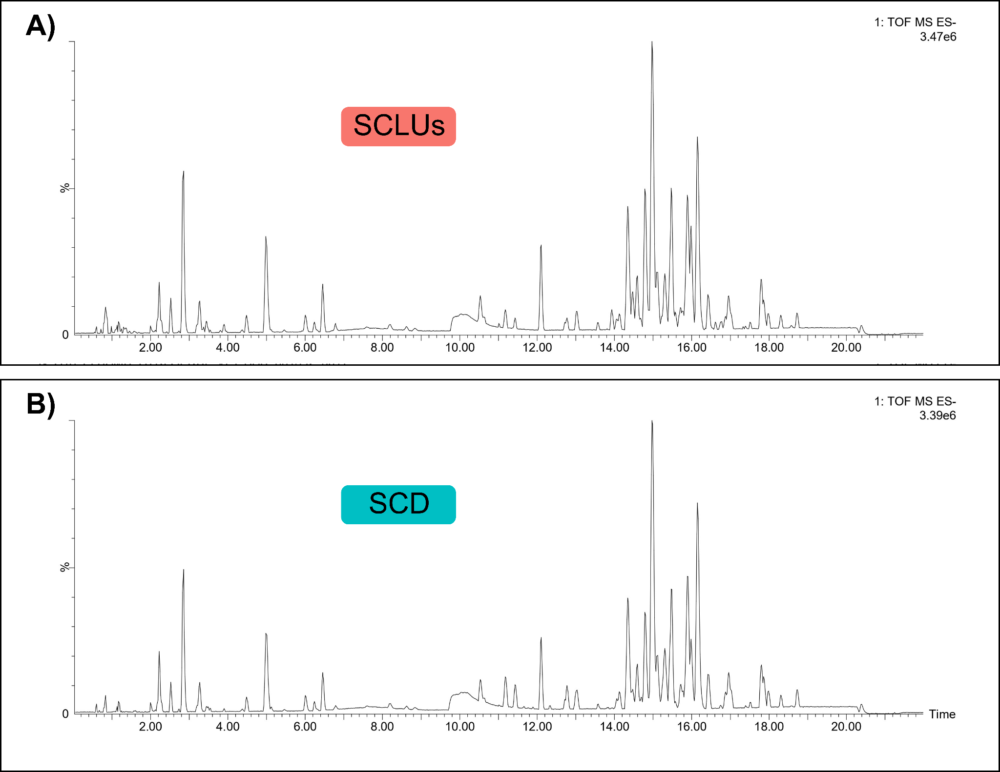 A)
1: TOF MS ES-
3.47e6
SCLUs
%
0
2.00 4.00 6.00 8.00 10.00 12.00 14.00 16.00 18.00 20.00
B)
1: TOF MS ES-
3.39e6
SCD
%
0
Time
2.00 4.00 6.00 8.00 10.00 12.00 14.00 16.00 18.00 20.00